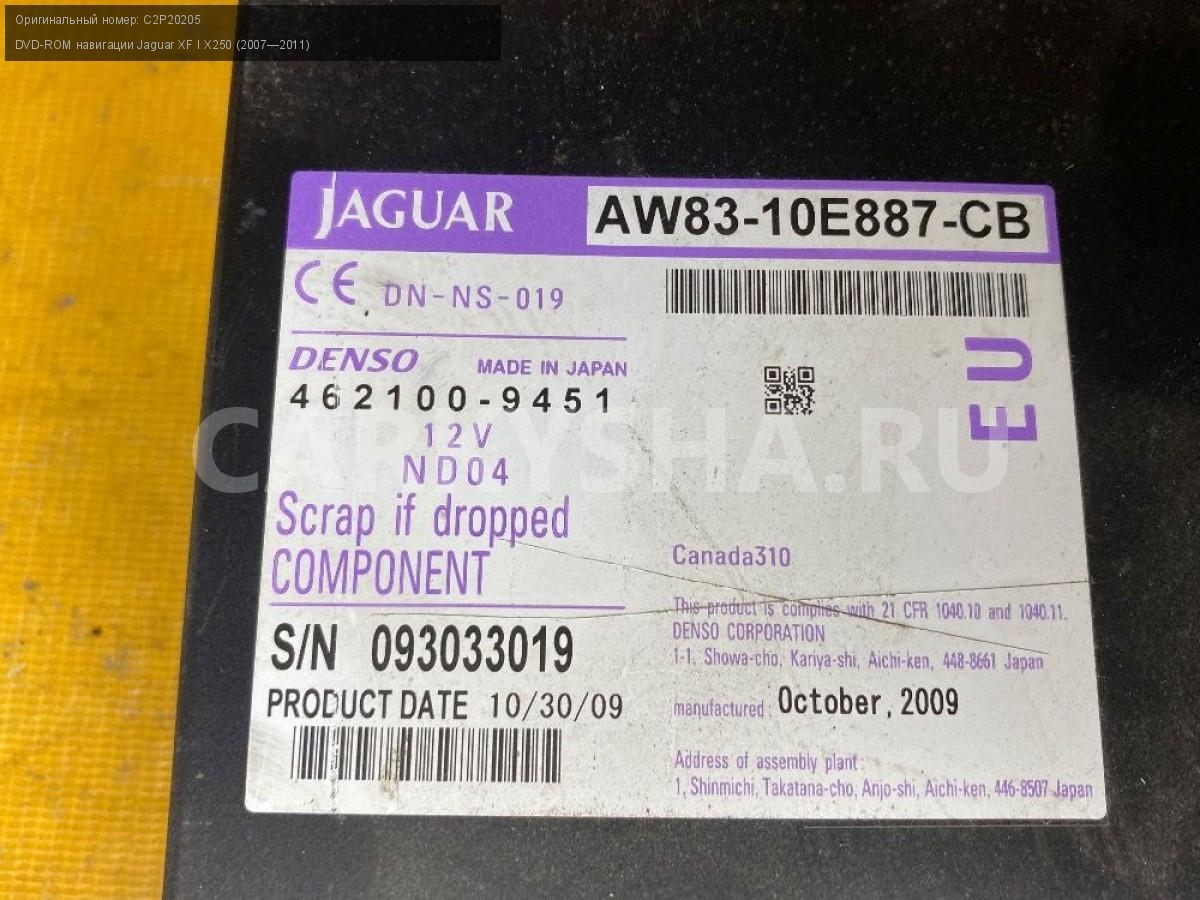 Оригинальный номер: C2P20205
DVD-ROM навигации Jaguar XF I X250 (2007—2011)
JAGUAR
AW83-10E887-CB
CE DN-NS-019
DENSO MADE IN JAPAN
462100-9451
12V
ND04
EU
CARRYSHA.RU
Scrap if dropped
COMPONENT
Canada310
This product is complies with 21 CFR 1040.10 and 1040.11.
DENSO CORPORATION
1-1, Showa-cho, Kariya-shi, Aichi-ken, 448-8661 Japan
S/N 093033019
PRODUCT DATE 10/30/09
manufactured: October, 2009
Address of assembly plant:
1, Shinmichi, Takatana-cho, Anjo-shi, Aichi-ken, 446-8507 Japan